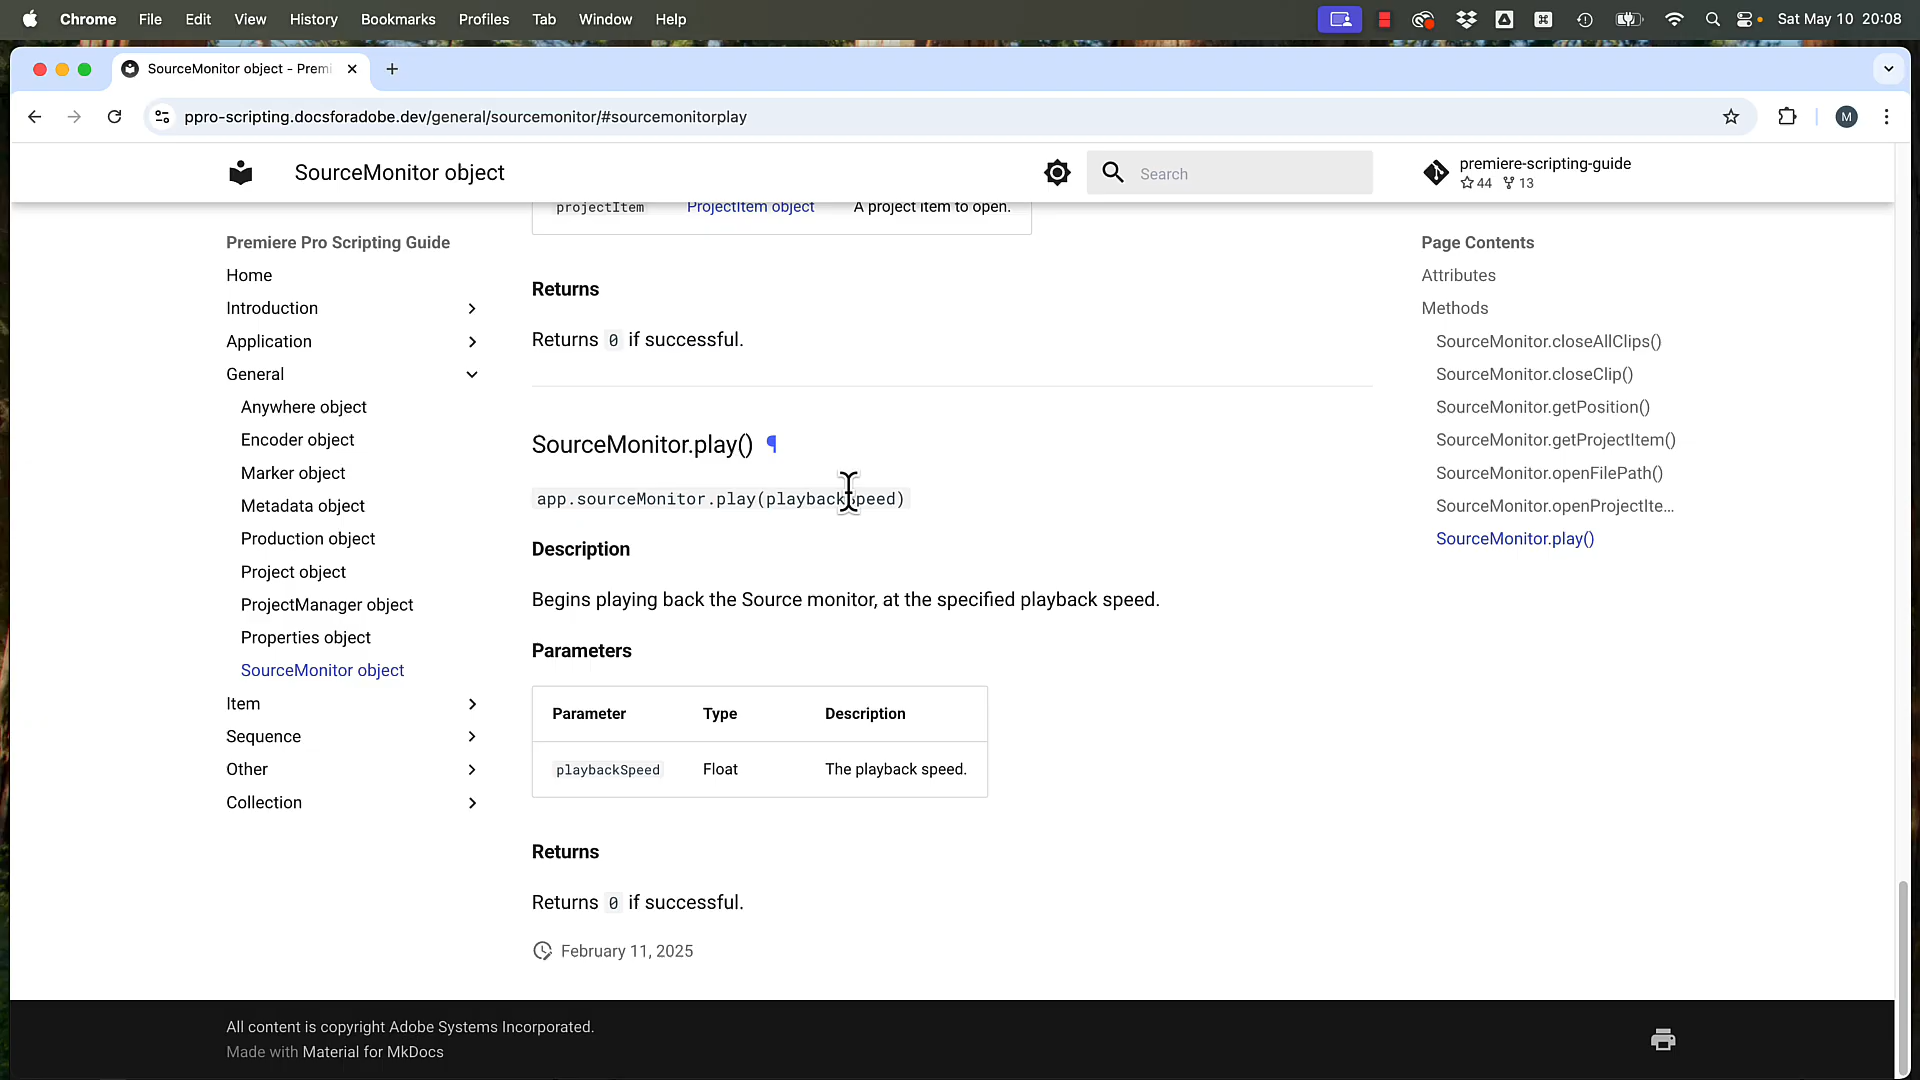 Chrome File Edit View History Bookmarks Profiles Tab Window Help Sat May 10 20:08
SourceMonitor object - Premi
ppro-scripting.docsforadobe.dev/general/sourcemonitor/#sourcemonitorplay
M
SourceMonitor object
Search
premiere-scripting-guide
44 13
Premiere Pro Scripting Guide
Home
Introduction
Application
General
Anywhere object
Encoder object
Marker object
Metadata object
Production object
Project object
ProjectManager object
Properties object
SourceMonitor object
Item
Sequence
Other
Collection
projectItem ProjectItem object A project item to open.
Returns
Returns 0 if successful.
SourceMonitor.play() ¶
app.sourceMonitor.play(playbackSpeed)
Description
Begins playing back the Source monitor, at the specified playback speed.
Parameters
Parameter Type Description
playbackSpeed Float The playback speed.
Returns
Returns 0 if successful.
February 11, 2025
Page Contents
Attributes
Methods
SourceMonitor.closeAllClips()
SourceMonitor.closeClip()
SourceMonitor.getPosition()
SourceMonitor.getProjectItem()
SourceMonitor.openFilePath()
SourceMonitor.openProjectIte...
SourceMonitor.play()
All content is copyright Adobe Systems Incorporated.
Made with Material for MkDocs